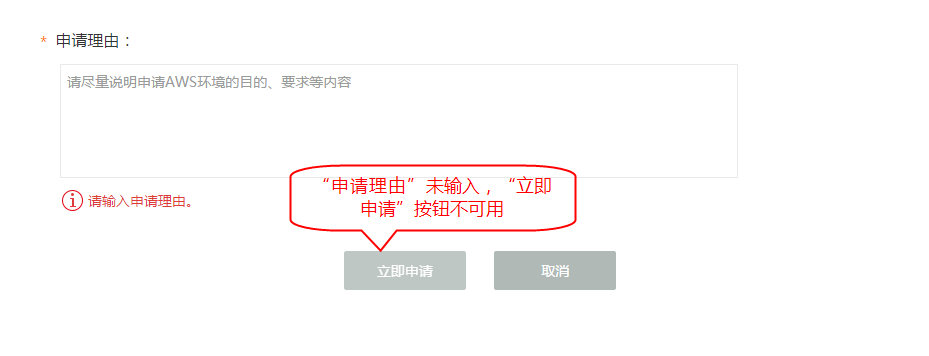 * 申请理由：
请尽量说明申请AWS环境的目的、要求等内容
“申请理由”未输入，“立即
申请”按钮不可用
请输入申请理由。
立即申请
取消